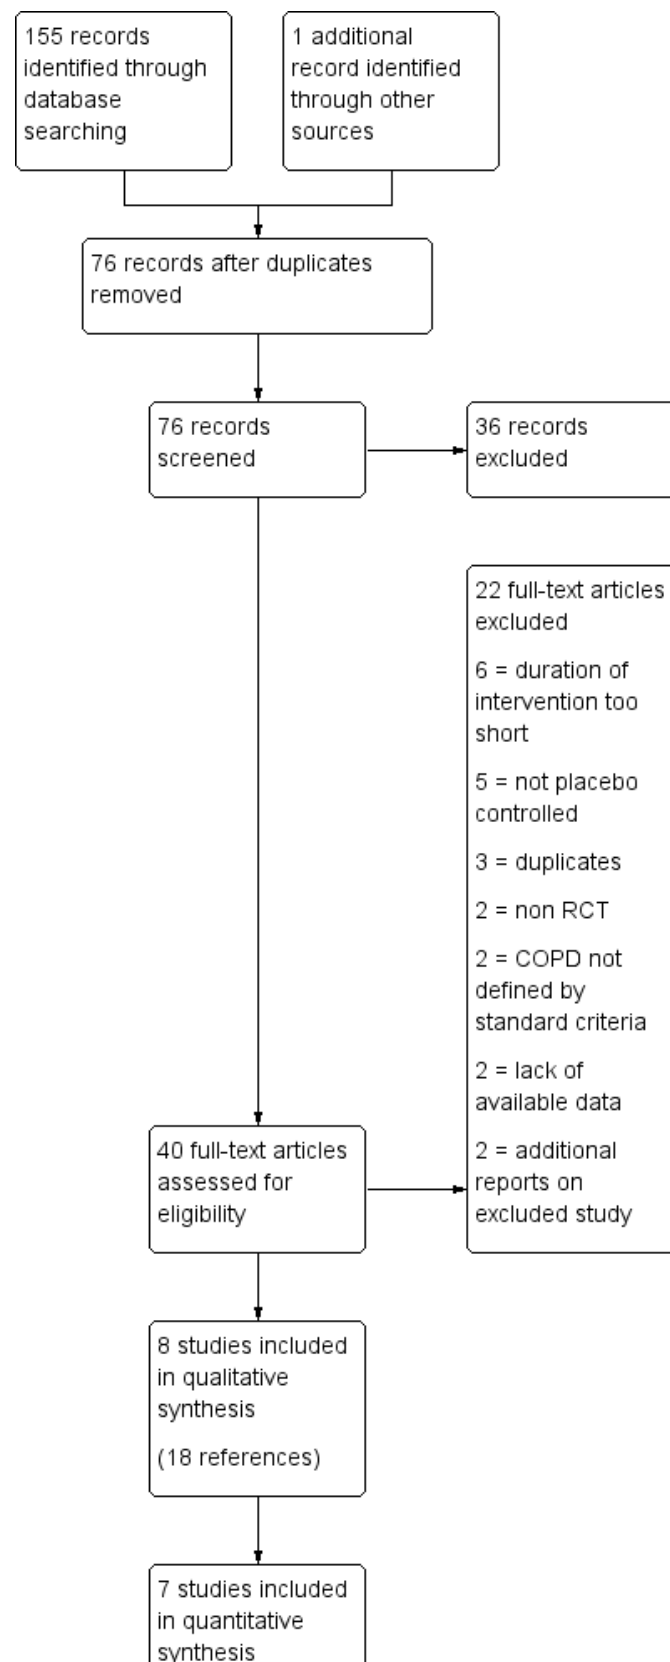 155 records
identified through
database
searching
1 additional
record identified
through other
sources
76 records after duplicates
removed
76 records
screened
36 records
excluded
22 full-text articles
excluded
6 = duration of
intervention too
short
5 = not placebo
controlled
3 = duplicates
2 = non RCT
2 = COPD not
defined by
standard criteria
2 = lack of
available data
2 = additional
reports on
excluded study
40 full-text articles
assessed for
eligibility
8 studies included
in qualitative
synthesis
(18 references)
7 studies included
in quantitative
synthesis